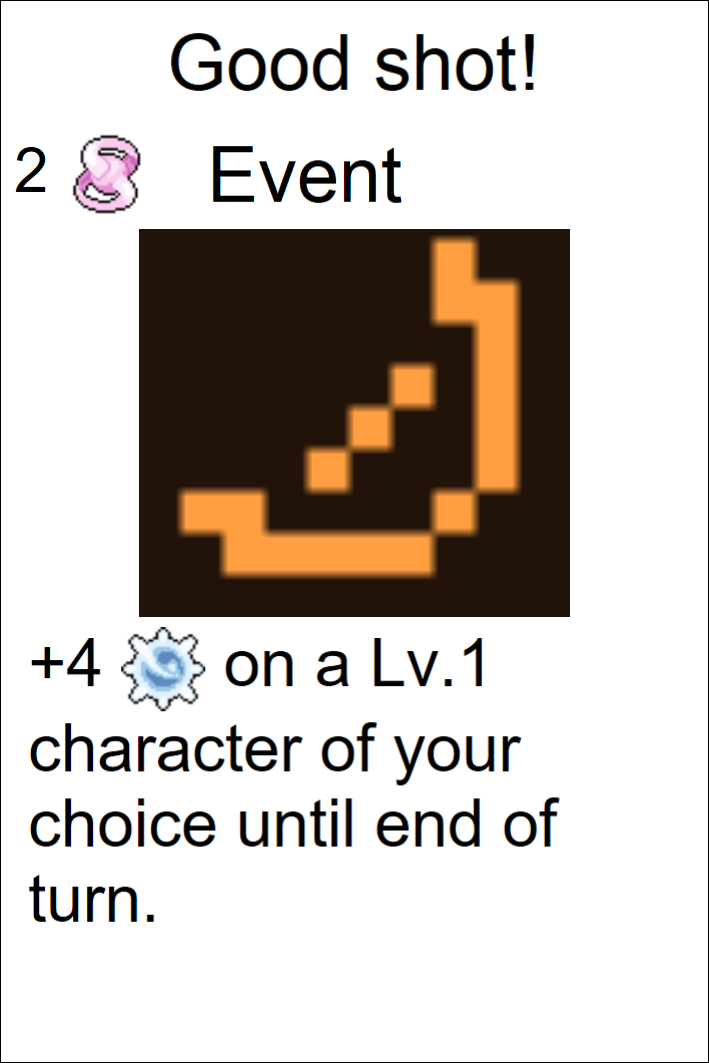 Good shot!
2 Event
+4 on a Lv.1
character of your
choice until end of
turn.